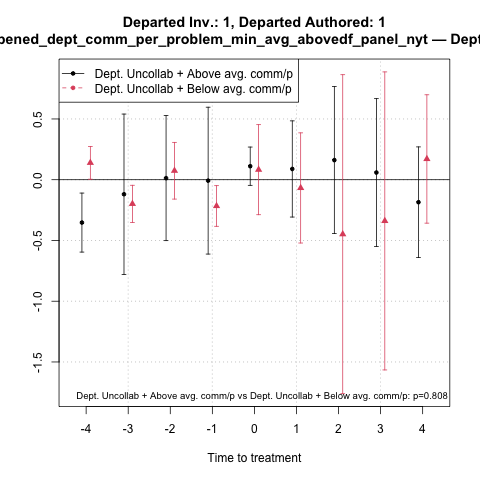 Departed Inv.: 1, Departed Authored: 1
pened_dept_comm_per_problem_min_avg_abovedf_panel_nyt — Dept
Dept. Uncollab + Above avg. comm/p
Dept. Uncollab + Below avg. comm/p
0.5
0.0
-0.5
-1.0
-1.5
Dept. Uncollab + Above avg. comm/p vs Dept. Uncollab + Below avg. comm/p: p=0.808
-4 -3 -2 -1 0 1 2 3 4
Time to treatment